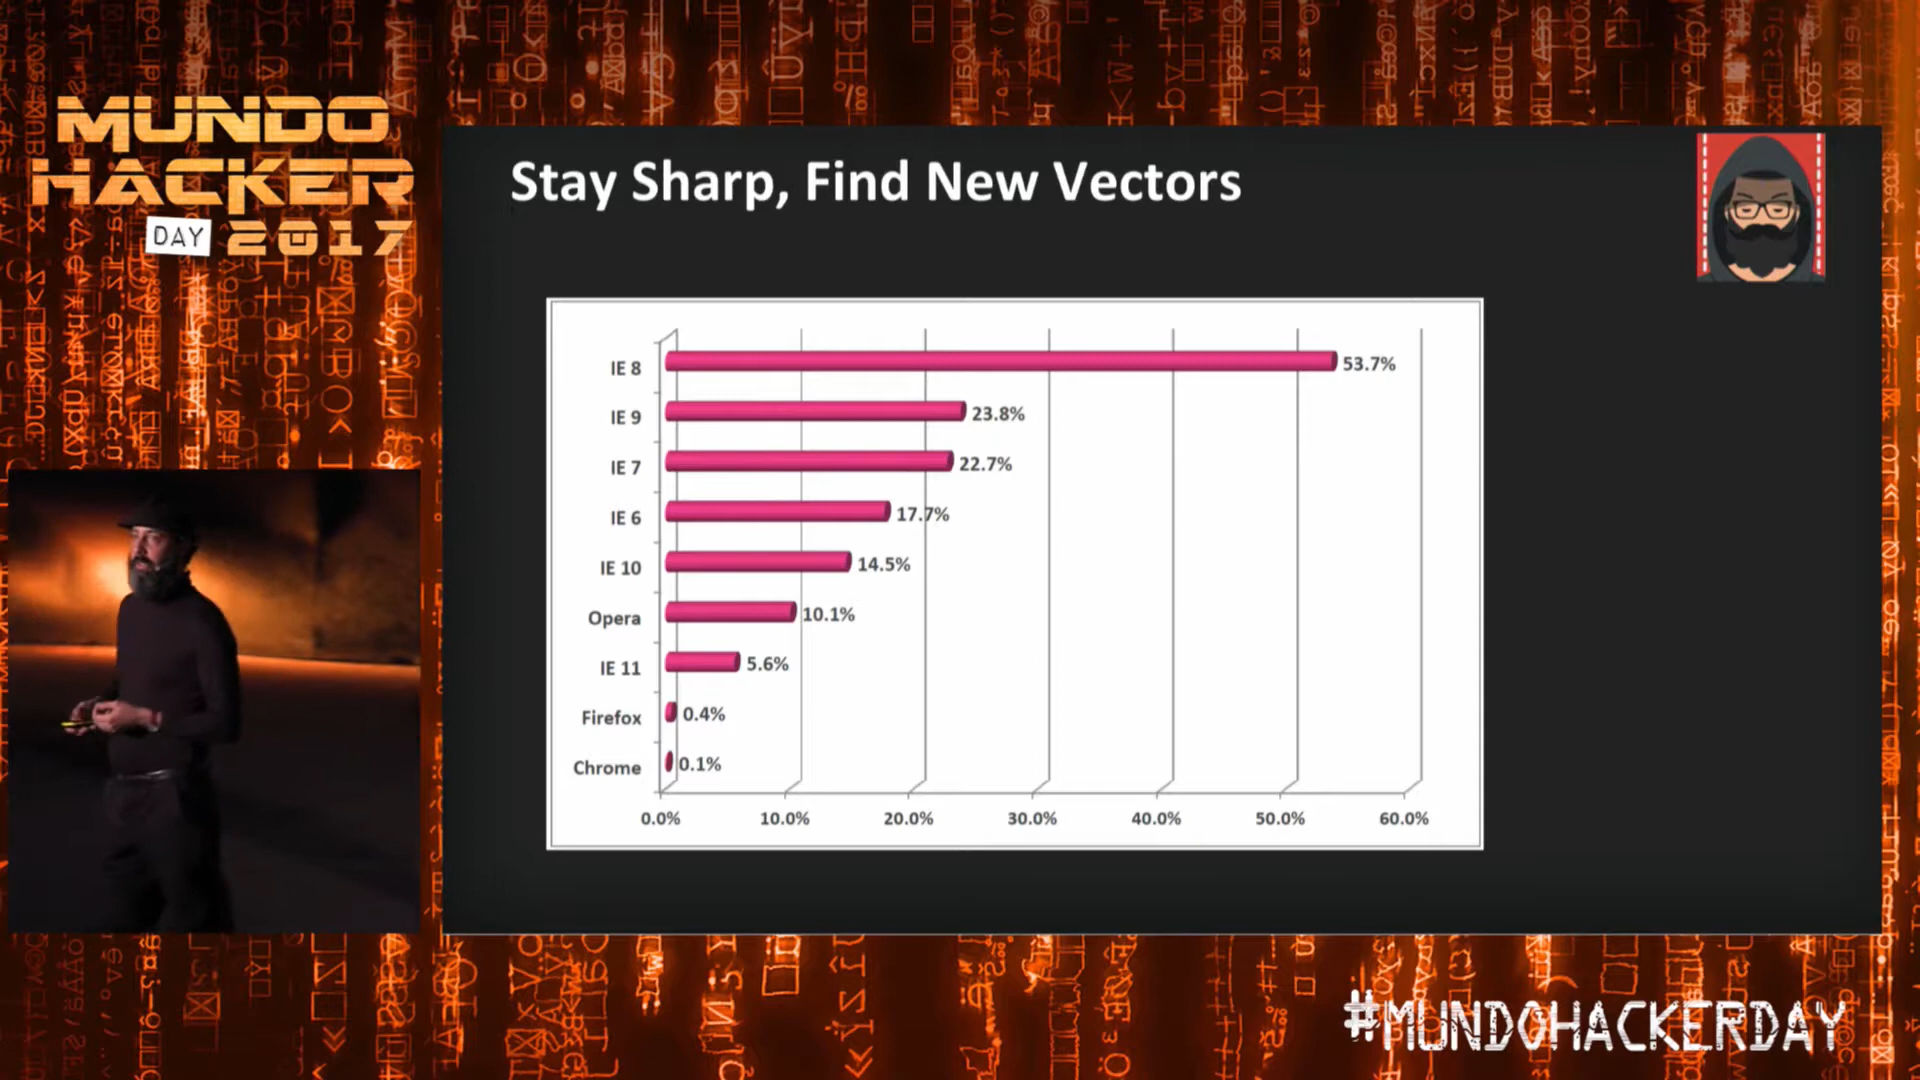 MUNDO
HACKER
DAY 2017
Stay Sharp, Find New Vectors
IE 8 53.7%
IE 9 23.8%
IE 7 22.7%
IE 6 17.7%
IE 10 14.5%
Opera 10.1%
IE 11 5.6%
Firefox 0.4%
Chrome 0.1%
0.0% 10.0% 20.0% 30.0% 40.0% 50.0% 60.0%
#MUNDOHACKERDAY